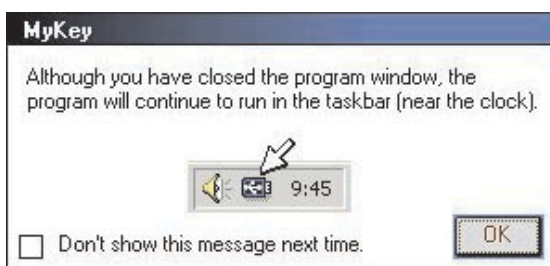 MyKey
Although you have closed the program window, the
program will continue to run in the taskbar (near the clock).
9:45
Don't show this message next time.
OK